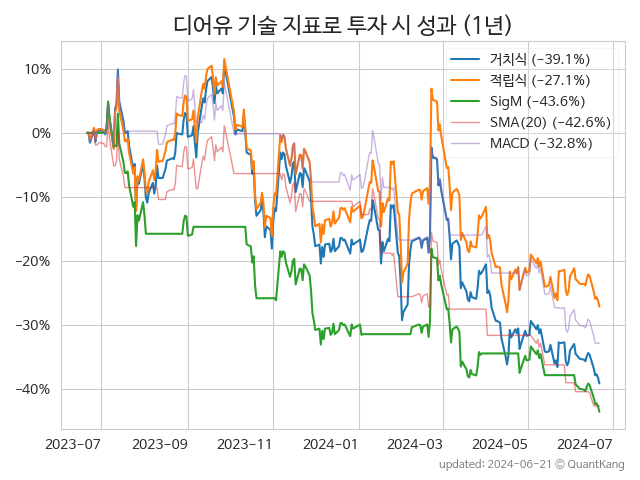 디어유 기술 지표로 투자 시 성과 (1년)
거치식 (−39.1%)
적립식 (−27.1%)
SigM (−43.6%)
SMA(20) (−42.6%)
MACD (−32.8%)
10%
0%
−10%
−20%
−30%
−40%
2023−07
2023−09
2023−11
2024−01
2024−03
2024−05
2024−07
updated: 2024−06−21 © QuantKang